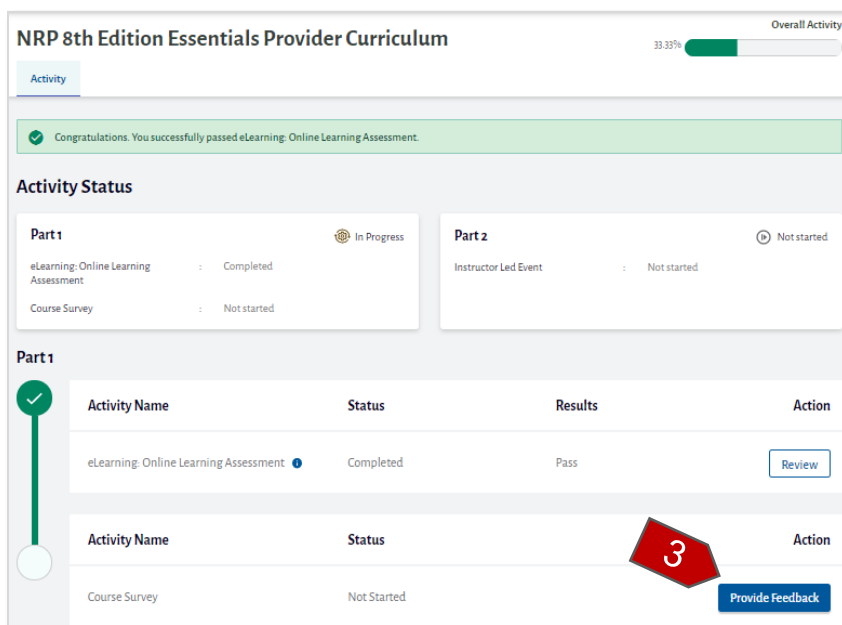 Overall Activity
NRP 8th Edition Essentials Provider Curriculum
33.33%
Activity
Congratulations. You successfully passed eLearning: Online Learning Assessment.
Activity Status
Part 1
In Progress
eLearning: Online Learning Assessment : Completed
Course Survey : Not started
Part 2
Not started
Instructor Led Event : Not started
Part 1
Activity Name Status Results Action
eLearning: Online Learning Assessment Completed Pass Review
Activity Name Status Action
3
Course Survey Not Started Provide Feedback